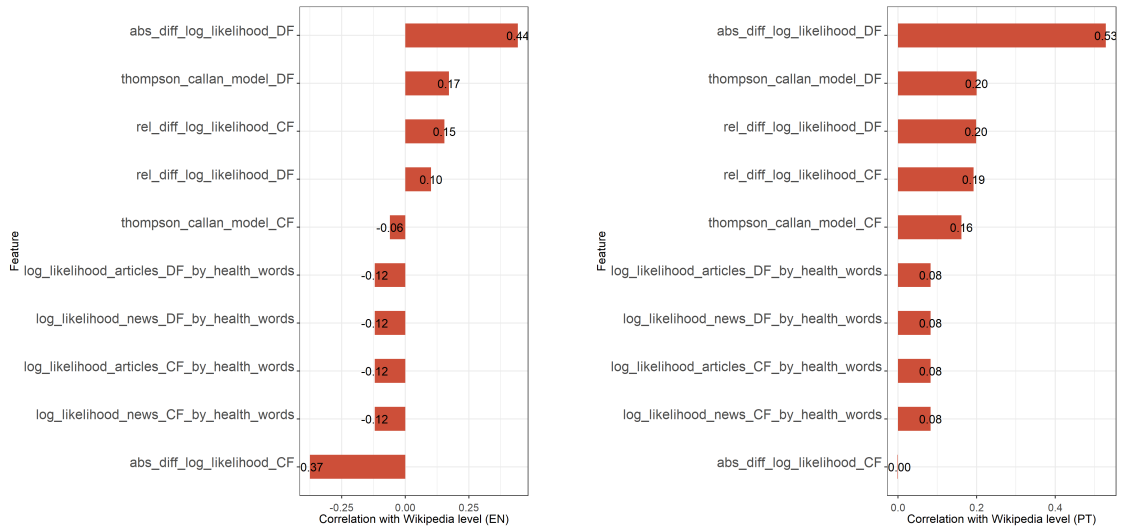 abs_diff_log_likelihood_DF 0.44
thompson_callan_model_DF 0.17
rel_diff_log_likelihood_CF 0.15
rel_diff_log_likelihood_DF 0.10
thompson_callan_model_CF -0.06
log_likelihood_articles_DF_by_health_words -0.12
log_likelihood_news_DF_by_health_words -0.12
log_likelihood_articles_CF_by_health_words -0.12
log_likelihood_news_CF_by_health_words -0.12
abs_diff_log_likelihood_CF -0.37
Feature
-0.25 0.00 0.25
Correlation with Wikipedia level (EN)
abs_diff_log_likelihood_DF 0.53
thompson_callan_model_DF 0.20
rel_diff_log_likelihood_DF 0.20
rel_diff_log_likelihood_CF 0.19
thompson_callan_model_CF 0.16
log_likelihood_articles_DF_by_health_words 0.08
log_likelihood_news_DF_by_health_words 0.08
log_likelihood_articles_CF_by_health_words 0.08
log_likelihood_news_CF_by_health_words 0.08
abs_diff_log_likelihood_CF -0.00
Feature
0.0 0.2 0.4
Correlation with Wikipedia level (PT)